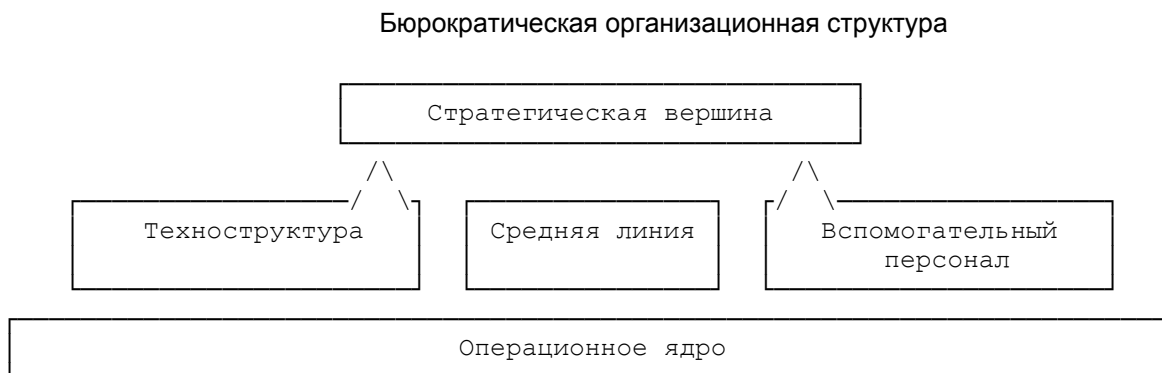 Бюрократическая организационная структура
Стратегическая вершина
Техноструктура Средняя линия Вспомогательный
персонал
Операционное ядро